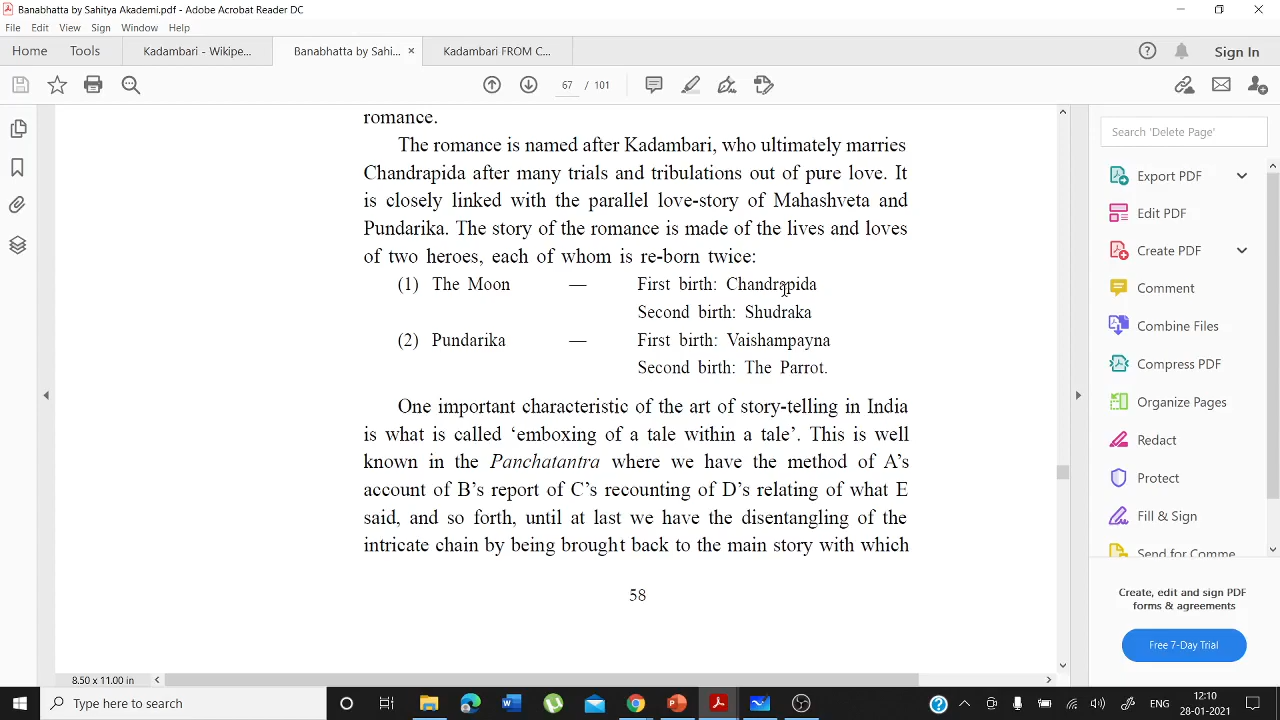 Banabhatta by Sahitya Akademi.pdf - Adobe Acrobat Reader DC
File Edit View Sign Window Help
Home Tools Kadambari - Wikipe... Banabhatta by Sahi... × Kadambari FROM C... Sign In
67 / 101
romance.
The romance is named after Kadambari, who ultimately marries
Chandrapida after many trials and tribulations out of pure love. It
is closely linked with the parallel love-story of Mahashveta and
Pundarika. The story of the romance is made of the lives and loves
of two heroes, each of whom is re-born twice:
(1) The Moon — First birth: Chandrapida
Second birth: Shudraka
(2) Pundarika — First birth: Vaishampayna
Second birth: The Parrot.
One important characteristic of the art of story-telling in India
is what is called ‘emboxing of a tale within a tale’. This is well
known in the Panchatantra where we have the method of A’s
account of B’s report of C’s recounting of D’s relating of what E
said, and so forth, until at last we have the disentangling of the
intricate chain by being brought back to the main story with which
58
8.50 x 11.00 in
Search 'Delete Page'
Export PDF
Edit PDF
Create PDF
Comment
Combine Files
Compress PDF
Organize Pages
Redact
Protect
Fill & Sign
Send for Comme
Create, edit and sign PDF
forms & agreements
Free 7-Day Trial
Type here to search
ENG
12:10
28-01-2021